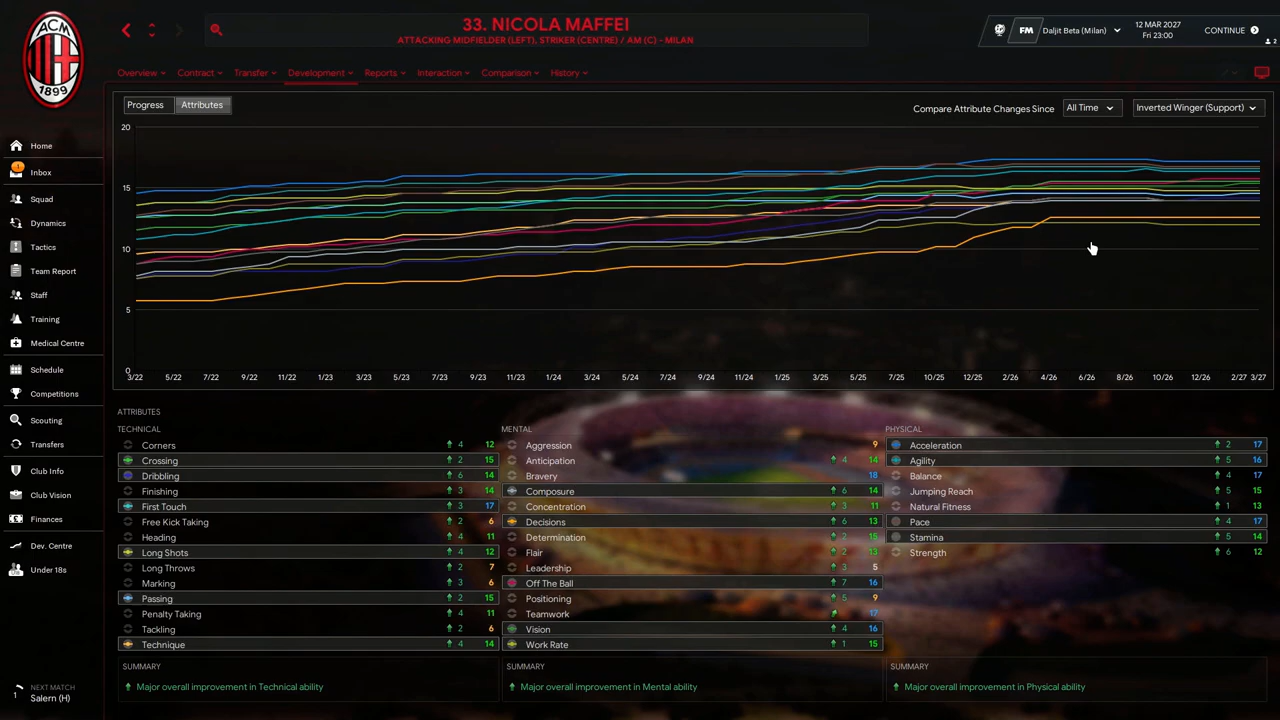 ACM
1899
33. NICOLA MAFFEI
ATTACKING MIDFIELDER (LEFT), STRIKER (CENTRE) / AM (C) - MILAN
FM Daljit Beta (Milan)
12 MAR 2027
Fri 23:00
CONTINUE
2
Overview Contract Transfer Development Reports Interaction Comparison History
Progress Attributes
Compare Attribute Changes Since All Time Inverted Winger (Support)
Home
Inbox
Squad
Dynamics
Tactics
Team Report
Staff
Training
Medical Centre
Schedule
Competitions
Scouting
Transfers
Club Info
Club Vision
Finances
Dev. Centre
Under 18s
NEXT MATCH
Salern (H)
20
15
10
5
0
3/22 5/22 7/22 9/22 11/22 1/23 3/23 5/23 7/23 9/23 11/23 1/24 3/24 5/24 7/24 9/24 11/24 1/25 3/25 5/25 7/25 10/25 12/25 2/26 4/26 6/26 8/26 10/26 12/26 2/27 3/27
ATTRIBUTES
TECHNICAL
Corners 4 12
Crossing 2 15
Dribbling 6 14
Finishing 3 14
First Touch 3 17
Free Kick Taking 2 6
Heading 4 11
Long Shots 4 12
Long Throws 2 7
Marking 3 6
Passing 2 15
Penalty Taking 4 11
Tackling 2 6
Technique 4 14
MENTAL
Aggression 9
Anticipation 4 14
Bravery 18
Composure 6 14
Concentration 3 11
Decisions 6 13
Determination 2 15
Flair 2 13
Leadership 3 5
Off The Ball 7 16
Positioning 5 9
Teamwork 17
Vision 4 16
Work Rate 1 15
PHYSICAL
Acceleration 2 17
Agility 5 16
Balance 4 17
Jumping Reach 5 15
Natural Fitness 1 13
Pace 4 17
Stamina 5 14
Strength 6 12
SUMMARY
Major overall improvement in Technical ability
SUMMARY
Major overall improvement in Mental ability
SUMMARY
Major overall improvement in Physical ability